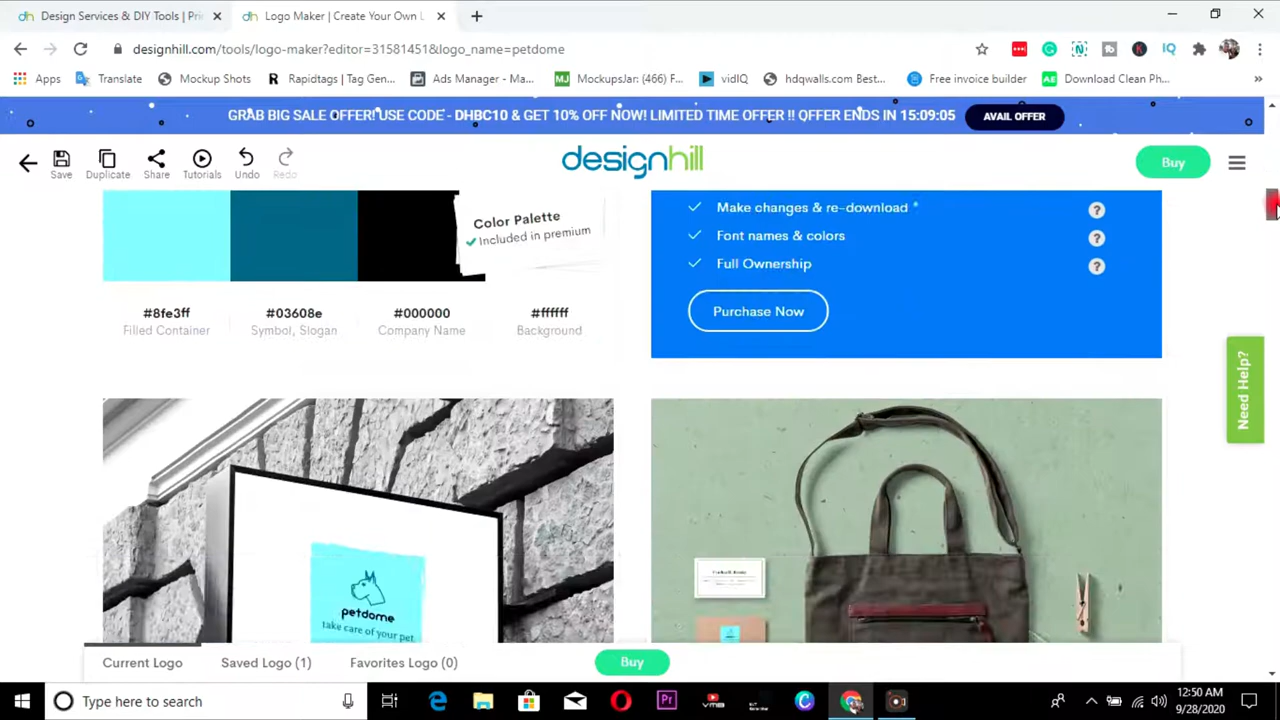 Design Services & DIY Tools | Pri
Logo Maker | Create Your Own L
designhill.com/tools/logo-maker?editor=31581451&logo_name=petdome
Apps
Translate
Mockup Shots
Rapidtags | Tag Gen...
Ads Manager - Ma...
MockupsJar: (466) F...
vidIQ
hdqwalls.com Best...
Free invoice builder
Download Clean Ph...
GRAB BIG SALE OFFER! USE CODE - DHBC10 & GET 10% OFF NOW! LIMITED TIME OFFER !! OFFER ENDS IN 15:09:05
AVAIL OFFER
Save
Duplicate
Share
Tutorials
Undo
Redo
designhill
Buy
Color Palette
Included in premium
#8fe3ff
#03608e
#000000
#ffffff
Filled Container
Symbol, Slogan
Company Name
Background
Make changes & re-download *
?
Font names & colors
?
Full Ownership
?
Purchase Now
Need Help?
petdome
take care of your pet
Current Logo
Saved Logo (1)
Favorites Logo (0)
Buy
Type here to search
12:50 AM
9/28/2020